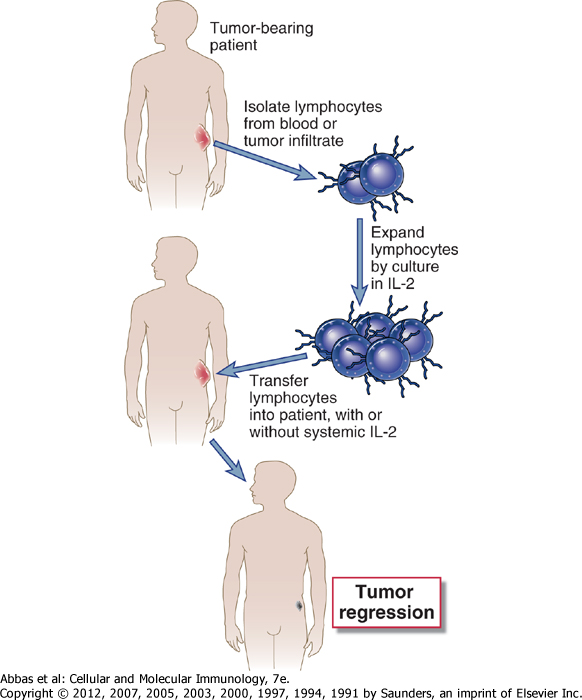 Tumor-bearing
patient
Isolate lymphocytes
from blood or
tumor infiltrate
Expand
lymphocytes
by culture
in IL-2
Transfer
lymphocytes
into patient, with or
without systemic IL-2
Tumor
regression
Abbas et al: Cellular and Molecular Immunology, 7e.
Copyright © 2012, 2007, 2005, 2003, 2000, 1997, 1994, 1991 by Saunders, an imprint of Elsevier Inc.